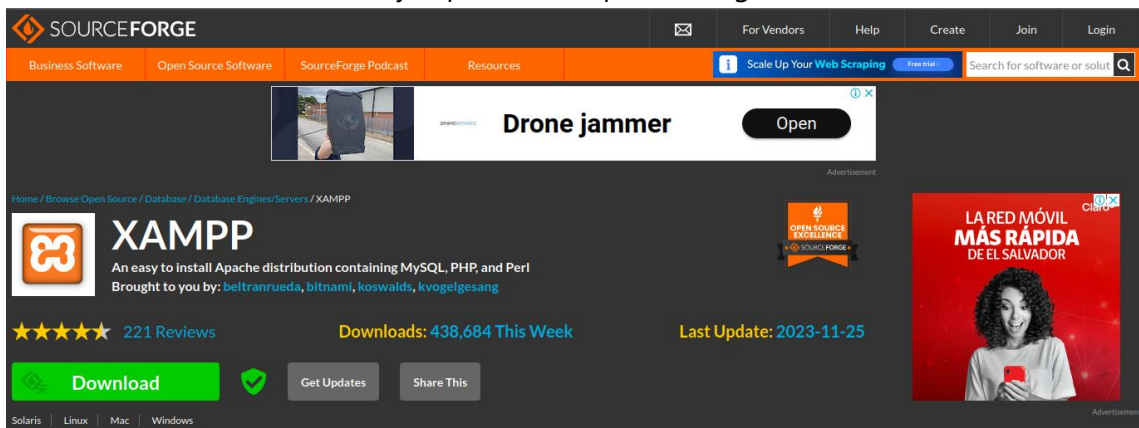 SOURCEFORGE
For Vendors Help Create Join Login
Business Software Open Source Software SourceForge Podcast Resources
Scale Up Your Web Scraping Free trial
Search for software or solut
Drone jammer
Open
Advertisement
Home / Browse Open Source / Database / Database Engines/Servers / XAMPP
XAMPP
An easy to install Apache distribution containing MySQL, PHP, and Perl
Brought to you by: beltranrueda, bitnami, koswalds, kvogelgesang
OPEN SOURCE
EXCELLENCE
SOURCEFORGE
221 Reviews
Downloads: 438,684 This Week
Last Update: 2023-11-25
Download
Get Updates
Share This
Solaris Linux Mac Windows
Claro
LA RED MÓVIL
MÁS RÁPIDA
DE EL SALVADOR
Advertisemen